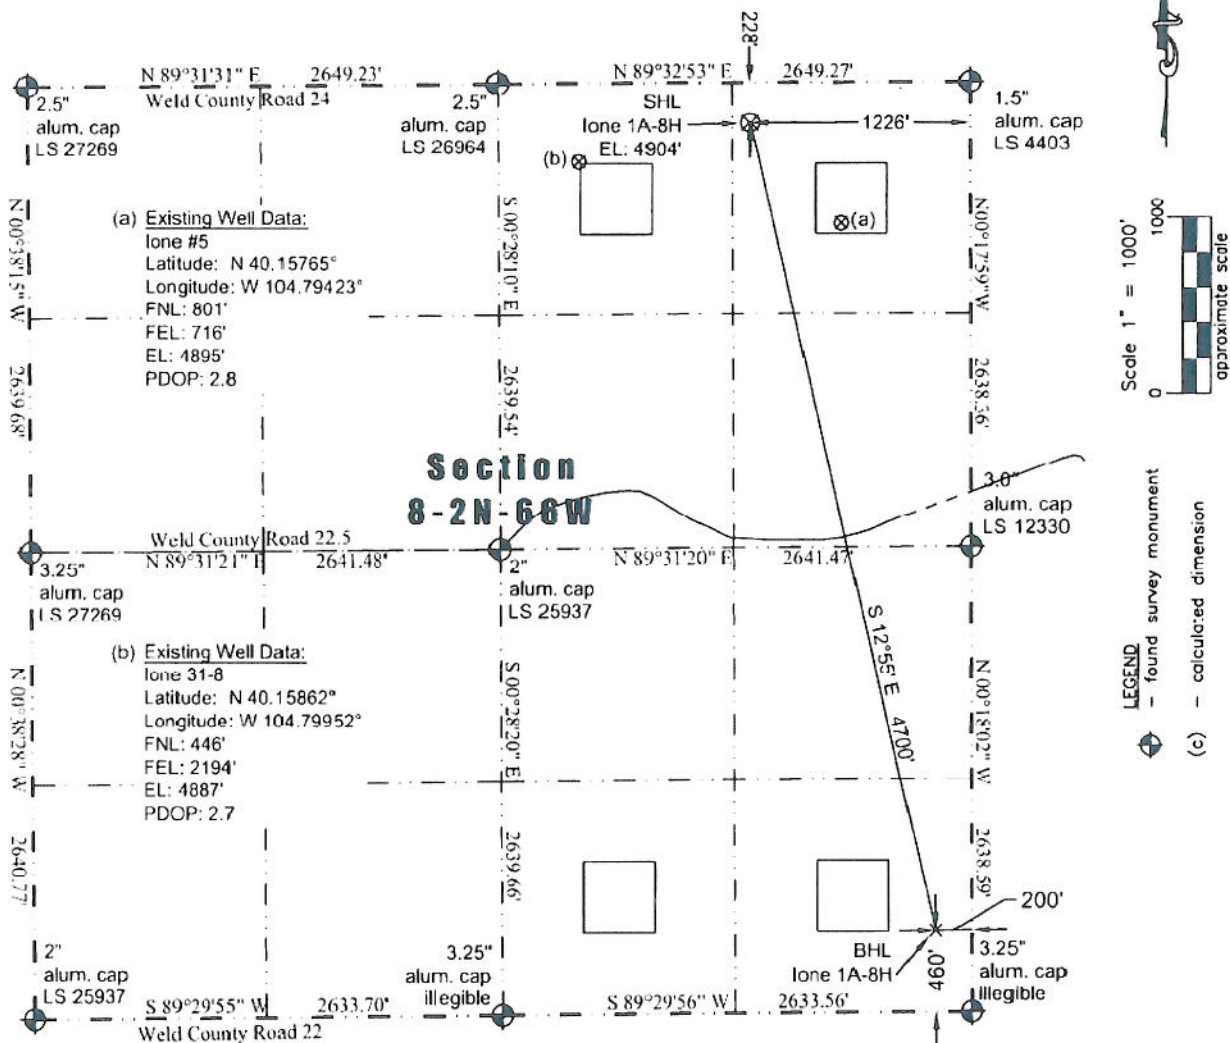 228'
N 89°31'31" E 2649.23'
N 89°32'53" E 2649.27'
Weld County Road 24
2.5"
alum. cap
LS 27269
2.5"
alum. cap
LS 26964
SHL
Ione 1A-8H
EL: 4904'
1226'
1.5"
alum. cap
LS 4403
(b)
(a)
N 00°38'15" W 2639.68'
S 00°28'10" E 2639.54'
N 00°17'59" W 2638.36'
(a) Existing Well Data:
Ione #5
Latitude: N 40.15765°
Longitude: W 104.79423°
FNL: 801'
FEL: 716'
EL: 4895'
PDOP: 2.8
Section
8-2N-66W
3.0"
alum. cap
LS 12330
Weld County Road 22.5
N 89°31'21" E 2641.48'
N 89°31'20" E 2641.47'
3.25"
alum. cap
LS 27269
2"
alum. cap
LS 25937
(b) Existing Well Data:
Ione 31-8
Latitude: N 40.15862°
Longitude: W 104.79952°
FNL: 446'
FEL: 2194'
EL: 4887'
PDOP: 2.7
S 12°55' E 4700'
N 00°38'28" W 2640.77'
S 00°28'20" E 2639.66'
N 00°18'02" W 2638.59'
200'
BHL
Ione 1A-8H
460'
3.25"
alum. cap
illegible
2"
alum. cap
LS 25937
3.25"
alum. cap
illegible
S 89°29'55" W 2633.70'
S 89°29'56" W 2633.56'
Weld County Road 22
Scale 1" = 1000'
0 1000
approximate scale
LEGEND
- found survey monument
(c) - calculated dimension